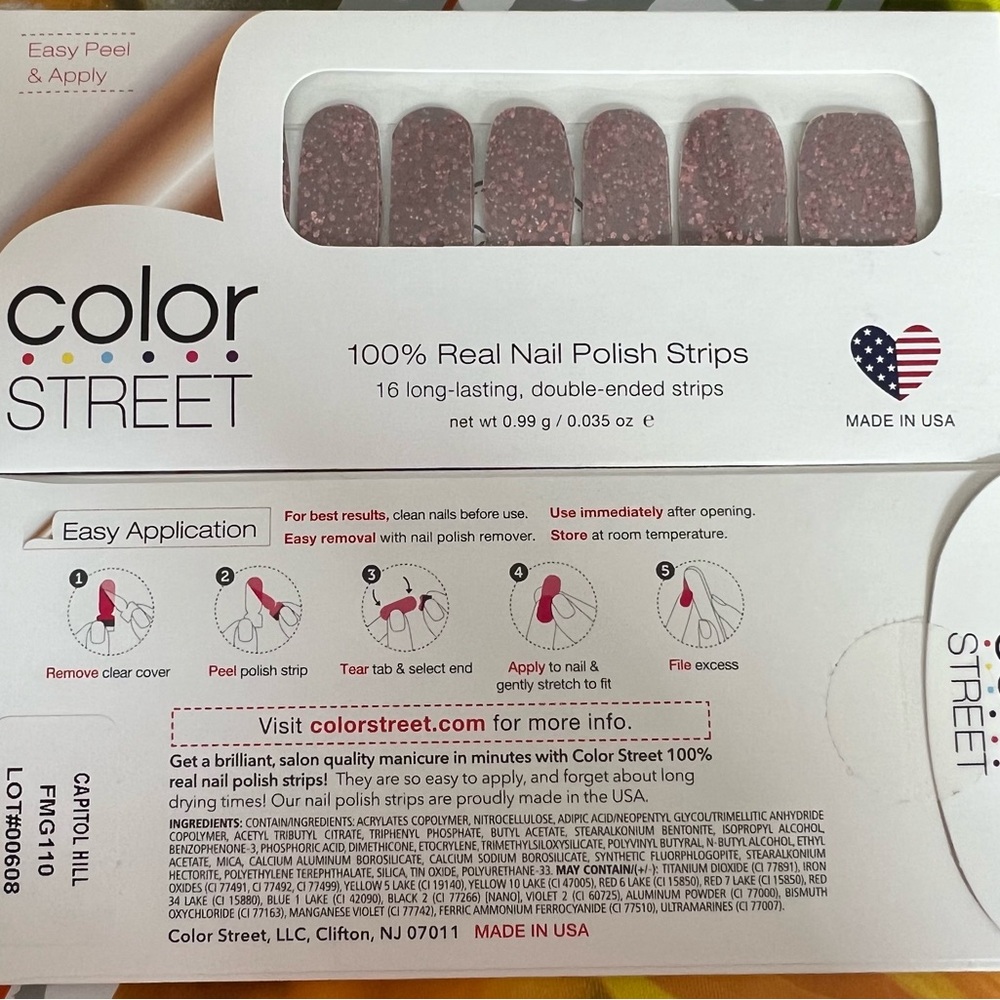 Easy Peel
& Apply
color
STREET
100% Real Nail Polish Strips
16 long-lasting, double-ended strips
net wt 0.99 g / 0.035 oz e
MADE IN USA
Easy Application
For best results, clean nails before use.
Easy removal with nail polish remover.
Use immediately after opening.
Store at room temperature.
1
2
3
4
5
Remove clear cover
Peel polish strip
Tear tab & select end
Apply to nail &
gently stretch to fit
File excess
Visit colorstreet.com for more info.
Get a brilliant, salon quality manicure in minutes with Color Street 100%
real nail polish strips! They are so easy to apply, and forget about long
drying times! Our nail polish strips are proudly made in the USA.
INGREDIENTS: CONTAIN/INGREDIENTS: ACRYLATES COPOLYMER, NITROCELLULOSE, ADIPIC ACID/NEOPENTYL GLYCOL/TRIMELLITIC ANHYDRIDE
COPOLYMER, ACETYL TRIBUTYL CITRATE, TRIPHENYL PHOSPHATE, BUTYL ACETATE, STEARALKONIUM BENTONITE, ISOPROPYL ALCOHOL,
BENZOPHENONE-3, PHOSPHORIC ACID, DIMETHICONE, ETOCRYLENE, TRIMETHYLSILOXYSILICATE, POLYVINYL BUTYRAL, N-BUTYL ALCOHOL, ETHYL
ACETATE, MICA, CALCIUM ALUMINUM BOROSILICATE, CALCIUM SODIUM BOROSILICATE, SYNTHETIC FLUORPHLOGOPITE, STEARALKONIUM
HECTORITE, POLYETHYLENE TEREPHTHALATE, SILICA, TIN OXIDE, POLYURETHANE-33. MAY CONTAIN/(+/-): TITANIUM DIOXIDE (CI 77891), IRON
OXIDES (CI 77491, CI 77492, CI 77499), YELLOW 5 LAKE (CI 19140), YELLOW 10 LAKE (CI 47005), RED 6 LAKE (CI 15850), RED 7 LAKE (CI 15850), RED
34 LAKE (CI 15880), BLUE 1 LAKE (CI 42090), BLACK 2 (CI 77266) [NANO], VIOLET 2 (CI 60725), ALUMINUM POWDER (CI 77000), BISMUTH
OXYCHLORIDE (CI 77163), MANGANESE VIOLET (CI 77742), FERRIC AMMONIUM FERROCYANIDE (CI 77510), ULTRAMARINES (CI 77007).
Color Street, LLC, Clifton, NJ 07011 MADE IN USA
CAPITOL HILL
FMG110
LOT#00608
STREET